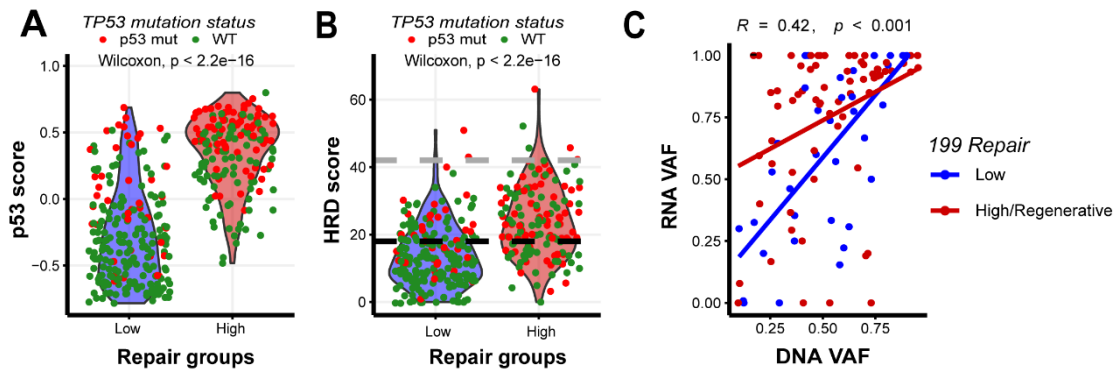 A
TP53 mutation status
p53 mut WT
Wilcoxon, p < 2.2e−16
1.0
0.5
0.0
−0.5
p53 score
Low High
Repair groups
B
TP53 mutation status
p53 mut WT
Wilcoxon, p < 2.2e−16
60
40
20
0
HRD score
Low High
Repair groups
C
R = 0.42, p < 0.001
1.00
0.75
0.50
0.25
0.00
RNA VAF
0.25 0.50 0.75
DNA VAF
199 Repair
Low
High/Regenerative